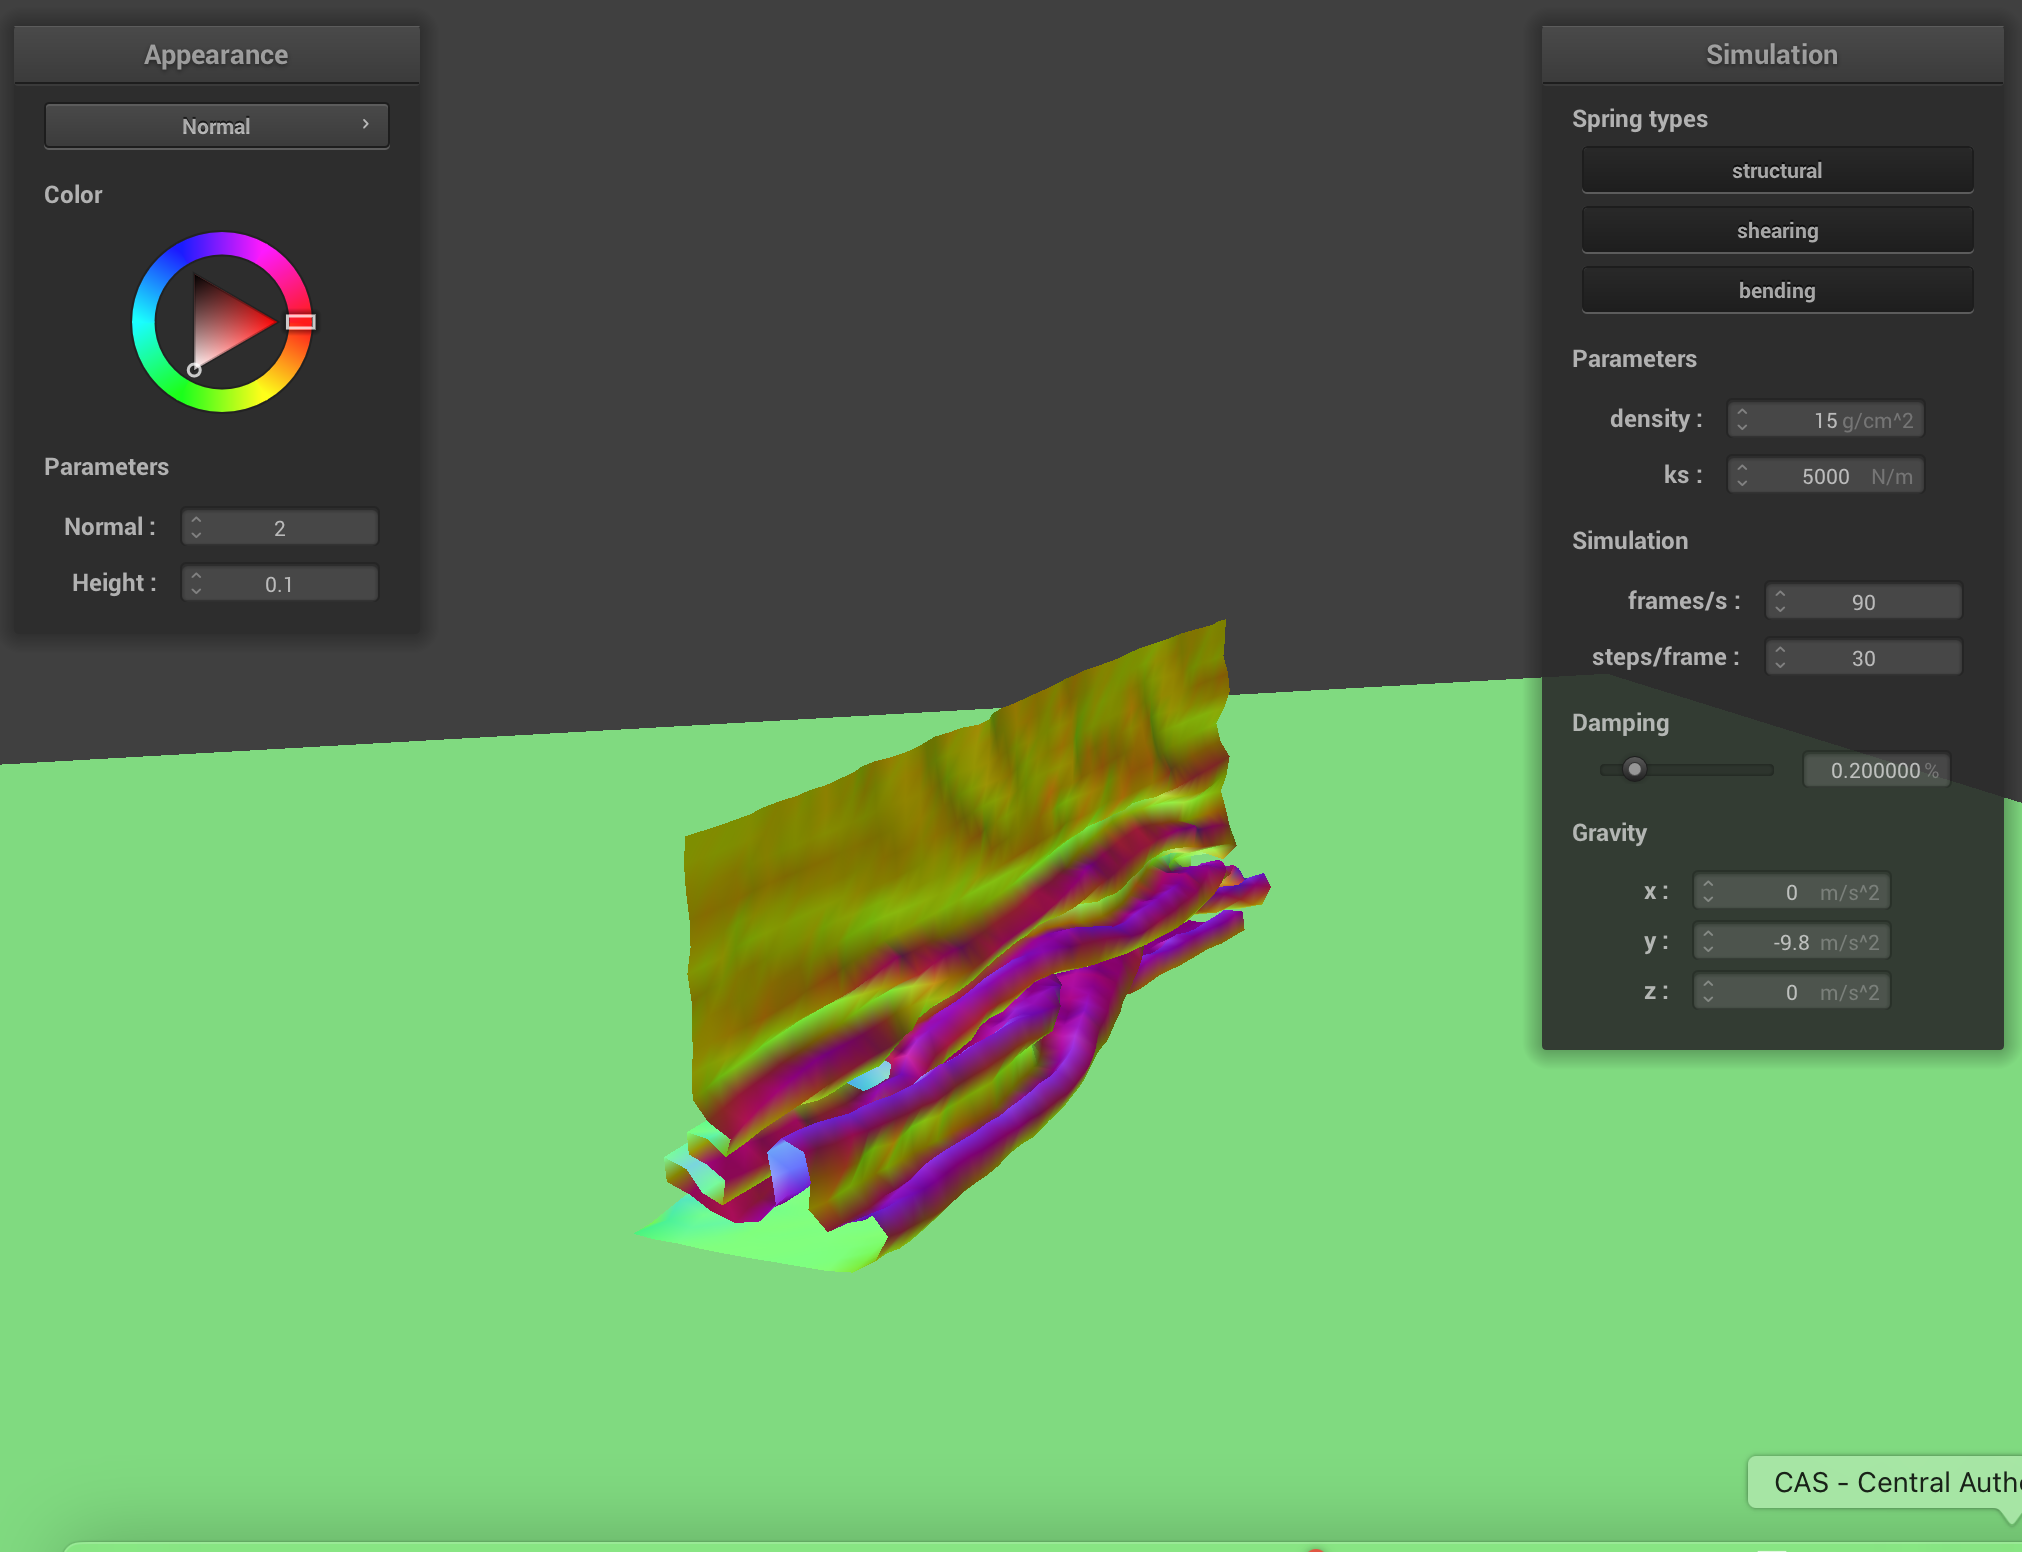 Appearance
Normal
Color
Parameters
Normal : 2
Height : 0.1
Simulation
Spring types
structural
shearing
bending
Parameters
density : 15 g/cm^2
ks : 5000 N/m
Simulation
frames/s : 90
steps/frame : 30
Damping
0.200000 %
Gravity
x : 0 m/s^2
y : -9.8 m/s^2
z : 0 m/s^2
CAS - Central Authe